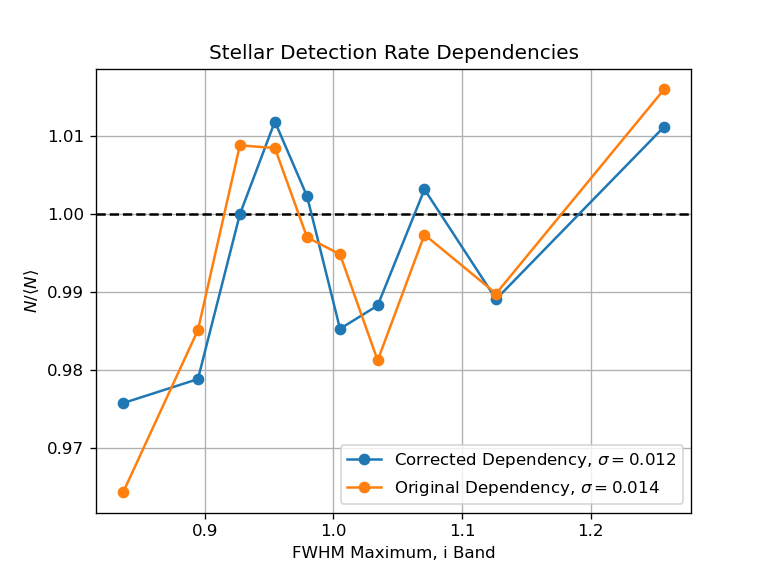 Stellar Detection Rate Dependencies
N/⟨N⟩
1.01
1.00
0.99
0.98
0.97
Corrected Dependency, σ = 0.012
Original Dependency, σ = 0.014
0.9 1.0 1.1 1.2
FWHM Maximum, i Band